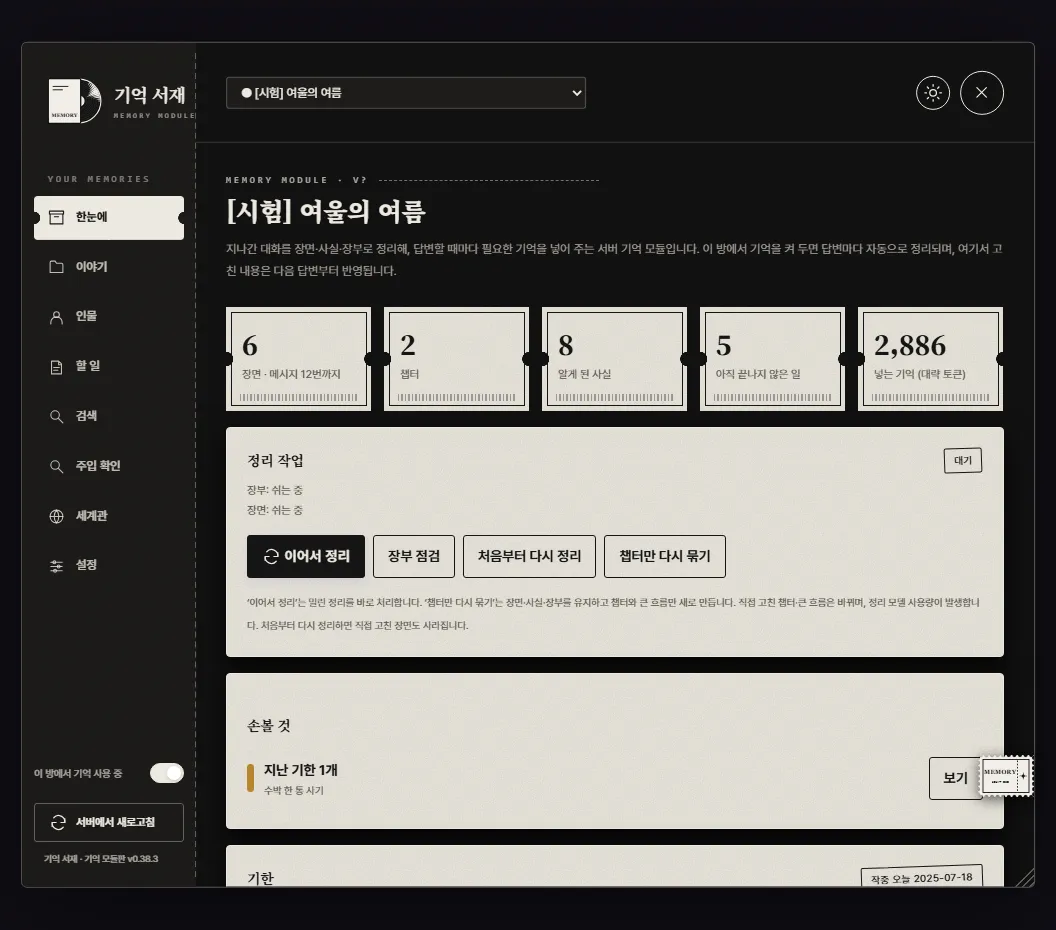 기억 서재
MEMORY
MEMORY MODULE
[시험] 여울의 여름
YOUR MEMORIES
한눈에
이야기
인물
할 일
검색
주입 확인
세계관
설정
이 방에서 기억 사용 중
서버에서 새로고침
기억 서재 · 기억 모듈판 v0.38.3
MEMORY MODULE · V?
[시험] 여울의 여름
지나간 대화를 장면·사실·장부로 정리해, 답변할 때마다 필요한 기억을 넣어 주는 서버 기억 모듈입니다. 이 방에서 기억을 켜 두면 답변마다 자동으로 정리되며, 여기서 고
친 내용은 다음 답변부터 반영됩니다.
6
장면 · 메시지 12번까지
2
챕터
8
알게 된 사실
5
아직 끝나지 않은 일
2,886
넣는 기억 (대략 토큰)
정리 작업
대기
장부: 쉬는 중
장면: 쉬는 중
이어서 정리
장부 점검
처음부터 다시 정리
챕터만 다시 묶기
‘이어서 정리’는 밀린 정리를 바로 처리합니다. ‘챕터만 다시 묶기’는 장면·사실·장부를 유지하고 챕터와 큰 흐름만 새로 만듭니다. 직접 고친 챕터·큰 흐름은 바뀌며, 정리 모델 사용량이 발생합니
다. 처음부터 다시 정리하면 직접 고친 장면도 사라집니다.
손볼 것
지난 기한 1개
수박 한 통 사기
보기
MEMORY
기한
작중 오늘 2025-07-18